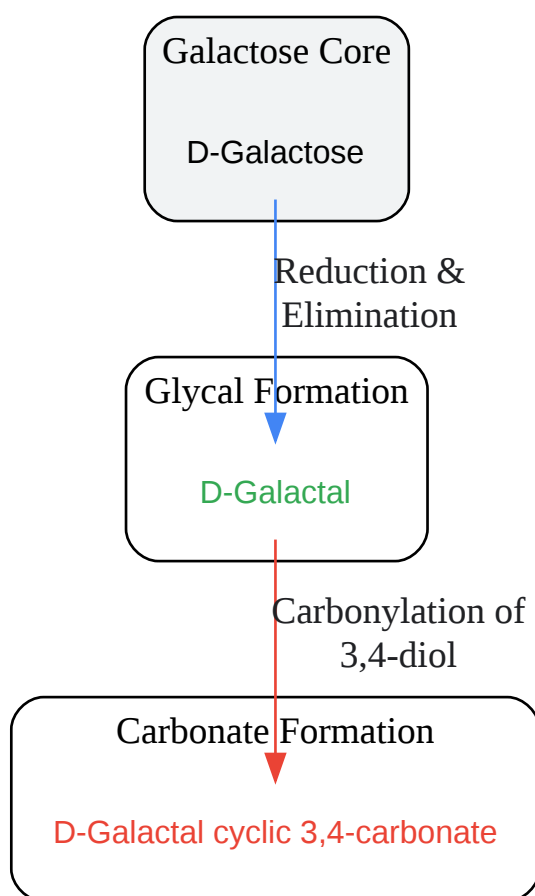 Galactose Core
D-Galactose
Reduction &
Elimination
Glycal Formation
D-Galactal
Carbonylation of
3,4-diol
Carbonate Formation
D-Galactal cyclic 3,4-carbonate